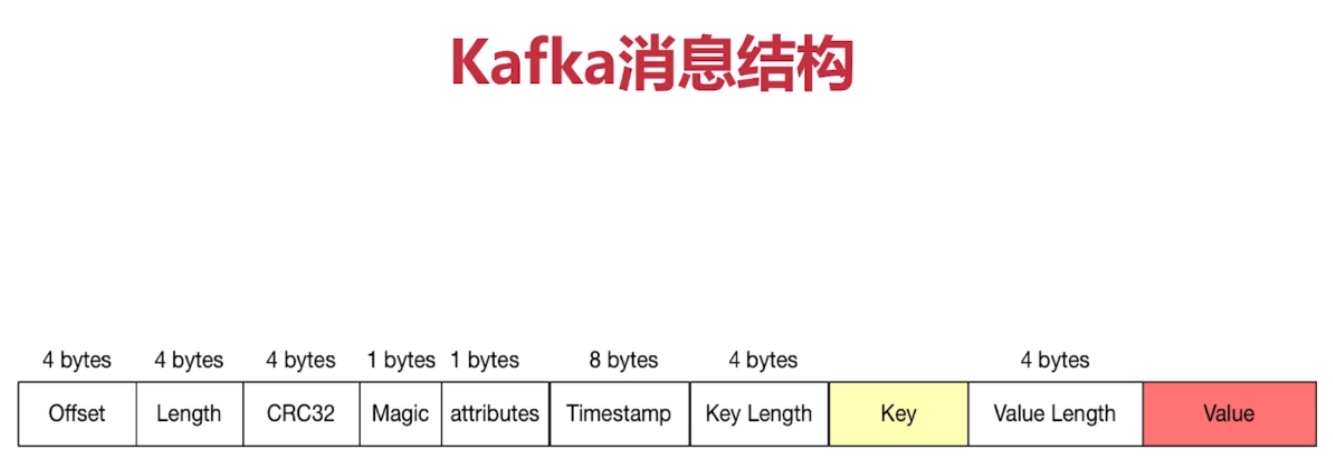 Kafka消息结构
4 bytes 4 bytes 4 bytes 1 bytes 1 bytes 8 bytes 4 bytes 4 bytes
Offset Length CRC32 Magic attributes Timestamp Key Length Key Value Length Value